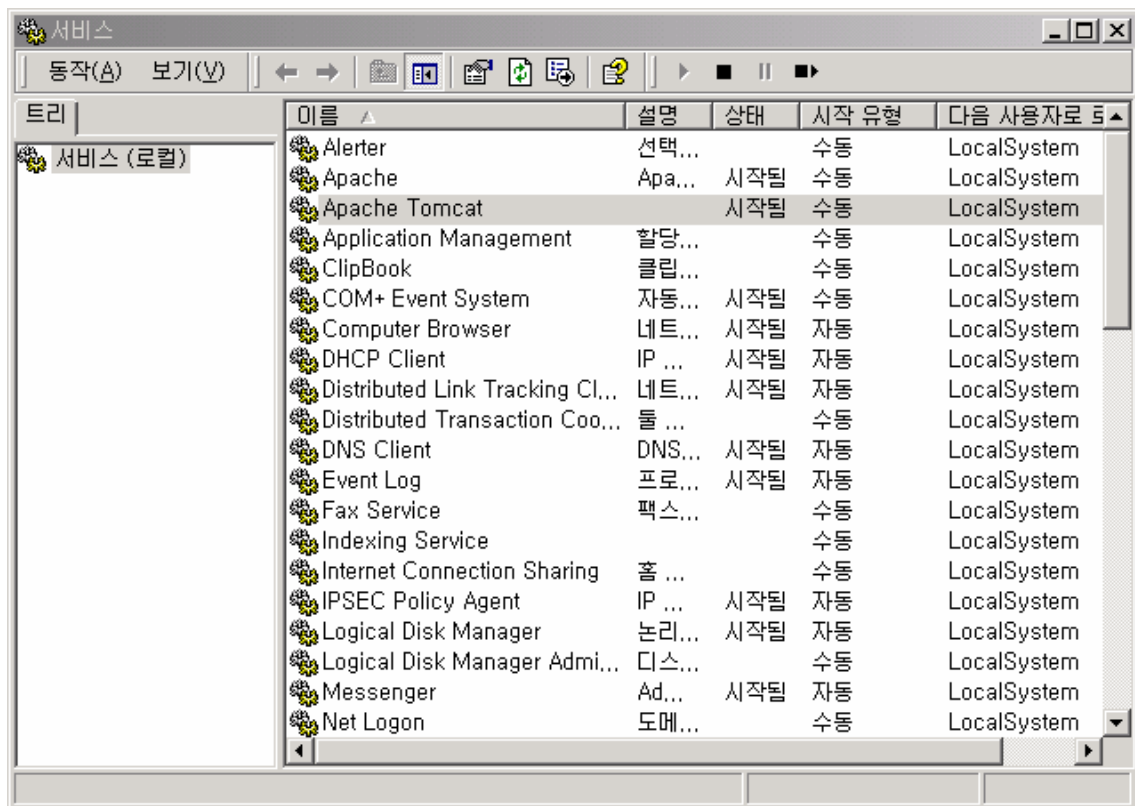 서비스
동작(A) 보기(V)
트리
서비스 (로컬)
이름 설명 상태 시작 유형 다음 사용자로 로
Alerter 선택... 수동 LocalSystem
Apache Apa... 시작됨 수동 LocalSystem
Apache Tomcat 시작됨 수동 LocalSystem
Application Management 할당... 수동 LocalSystem
ClipBook 클립... 수동 LocalSystem
COM+ Event System 자동... 시작됨 수동 LocalSystem
Computer Browser 네트... 시작됨 자동 LocalSystem
DHCP Client IP ... 시작됨 자동 LocalSystem
Distributed Link Tracking Cl... 네트... 시작됨 자동 LocalSystem
Distributed Transaction Coo... 둘 ... 수동 LocalSystem
DNS Client DNS... 시작됨 자동 LocalSystem
Event Log 프로... 시작됨 자동 LocalSystem
Fax Service 팩스... 수동 LocalSystem
Indexing Service 수동 LocalSystem
Internet Connection Sharing 홈 ... 수동 LocalSystem
IPSEC Policy Agent IP ... 시작됨 자동 LocalSystem
Logical Disk Manager 논리... 시작됨 자동 LocalSystem
Logical Disk Manager Admi... 디스... 수동 LocalSystem
Messenger Ad... 시작됨 자동 LocalSystem
Net Logon 도메... 수동 LocalSystem